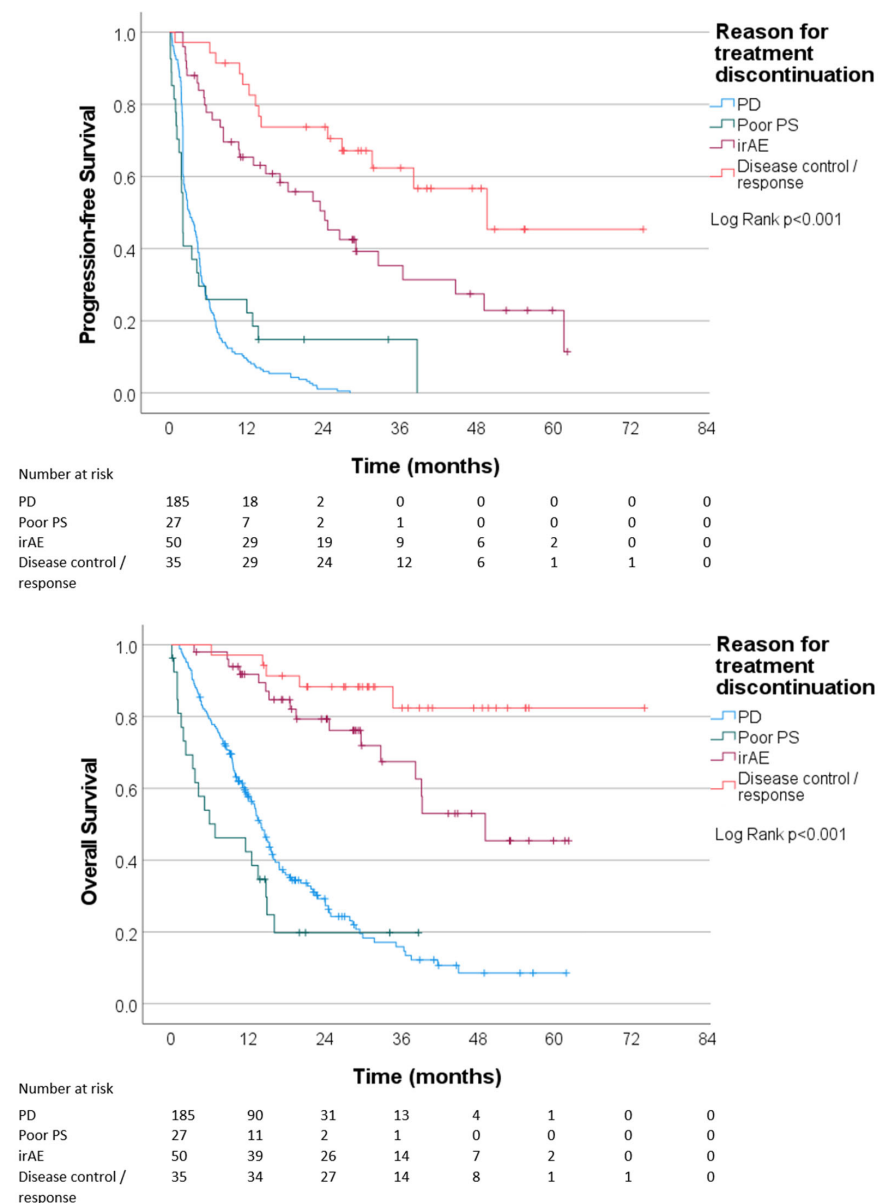 1.0
0.8
0.6
0.4
0.2
0.0
Progression-free Survival
0 12 24 36 48 60 72 84
Time (months)
Reason for
treatment
discontinuation
PD
Poor PS
irAE
Disease control /
response
Log Rank p<0.001
Number at risk
PD 185 18 2 0 0 0 0 0
Poor PS 27 7 2 1 0 0 0 0
irAE 50 29 19 9 6 2 0 0
Disease control / 35 29 24 12 6 1 1 0
response
1.0
0.8
0.6
0.4
0.2
0.0
Overall Survival
0 12 24 36 48 60 72 84
Time (months)
Reason for
treatment
discontinuation
PD
Poor PS
irAE
Disease control /
response
Log Rank p<0.001
Number at risk
PD 185 90 31 13 4 1 0 0
Poor PS 27 11 2 1 0 0 0 0
irAE 50 39 26 14 7 2 0 0
Disease control / 35 34 27 14 8 1 1 0
response